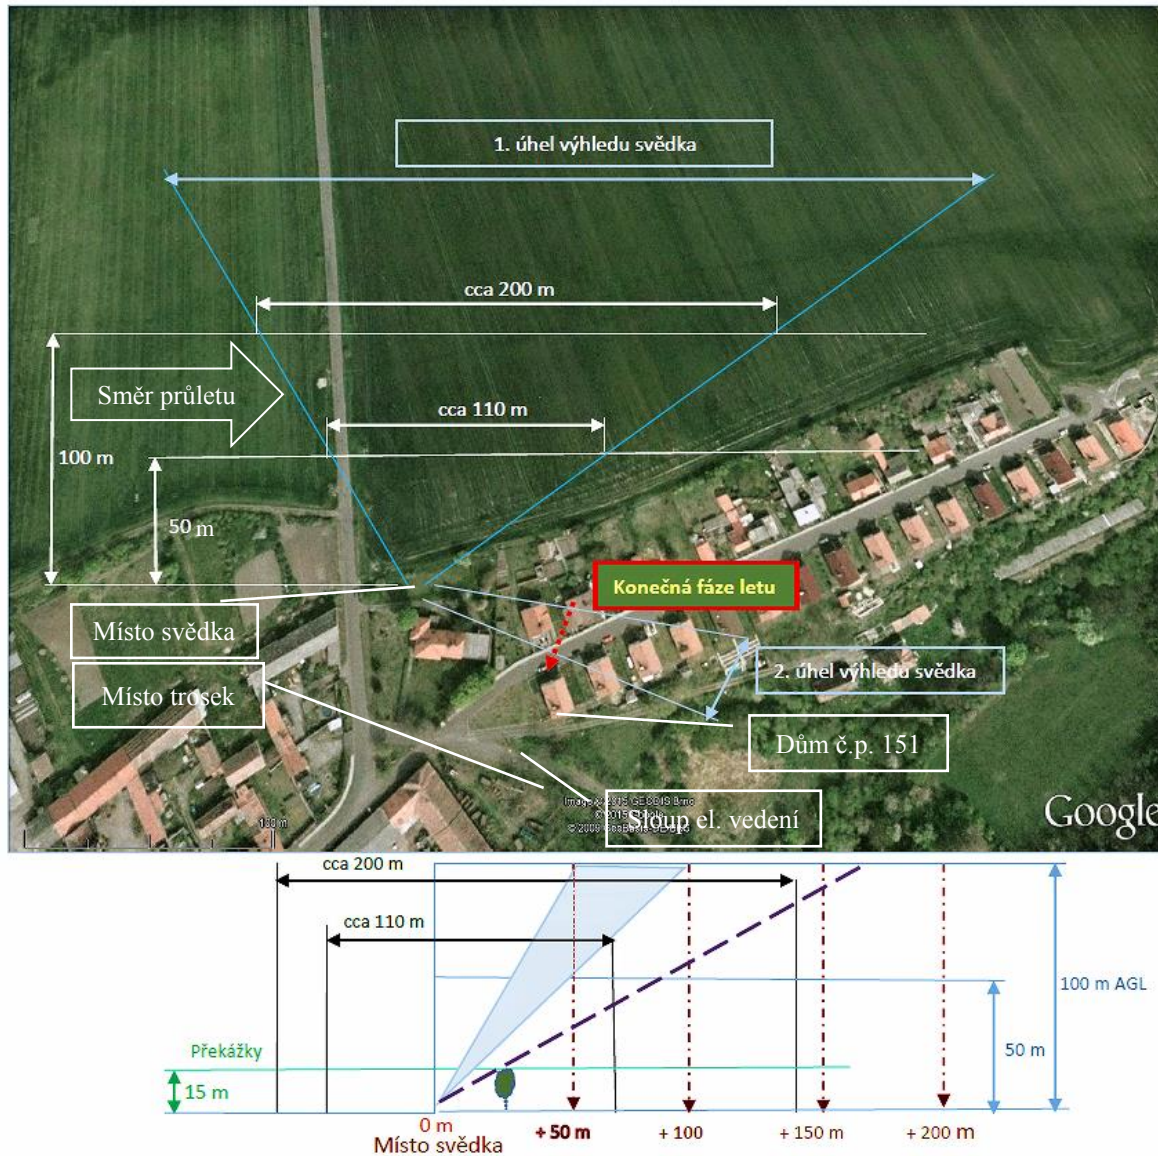 1. úhel výhledu svědka
cca 200 m
Směr průletu
cca 110 m
100 m
50 m
Konečná fáze letu
Místo svědka
2. úhel výhledu svědka
Místo trosek
Dům č.p. 151
Sloup el. vedení
100 m
Google
cca 200 m
cca 110 m
100 m AGL
50 m
Překážky
15 m
0 m
+ 50 m
+ 100
+ 150 m
+ 200 m
Místo svědka